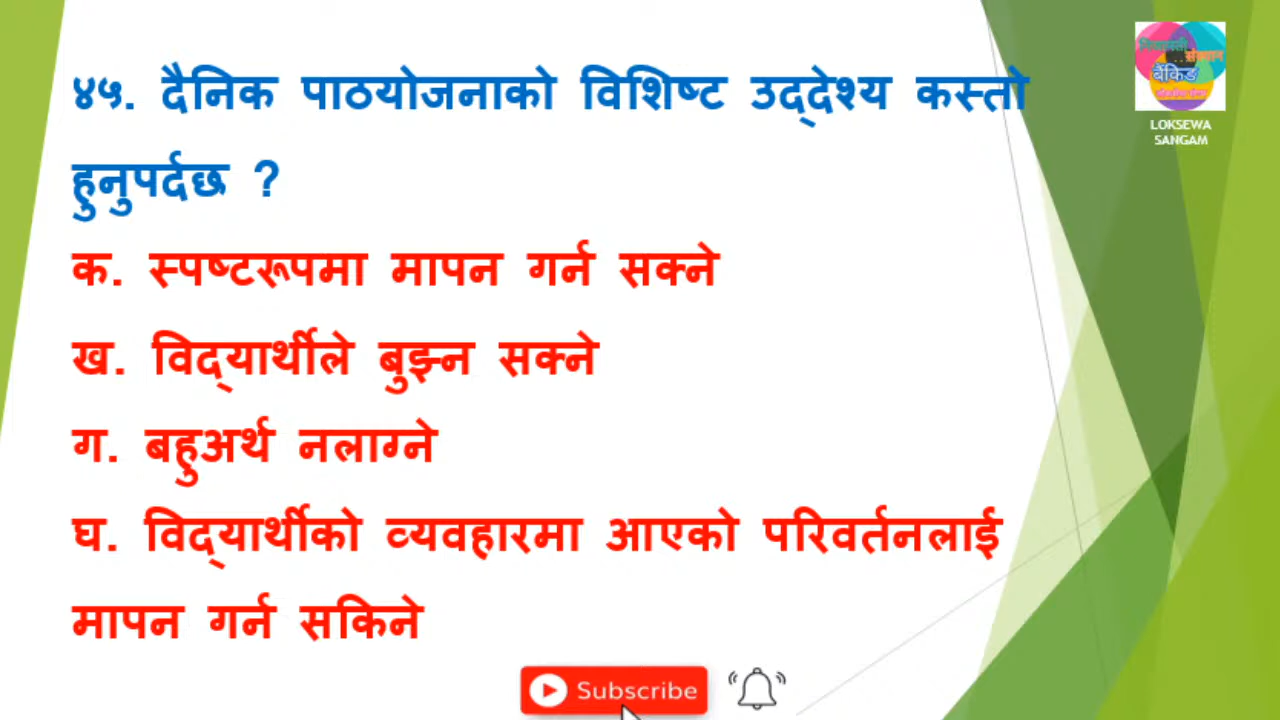 ४५. दैनिक पाठयोजनाको विशिष्ट उद्देश्य कस्तो
हुनुपर्दछ ?
क. स्पष्टरूपमा मापन गर्न सक्ने
ख. विद्यार्थीले बुझ्न सक्ने
ग. बहुअर्थ नलाग्ने
घ. विद्यार्थीको व्यवहारमा आएको परिवर्तनलाई
मापन गर्न सकिने
बैंकिङ
LOKSEWA
SANGAM
Subscribe